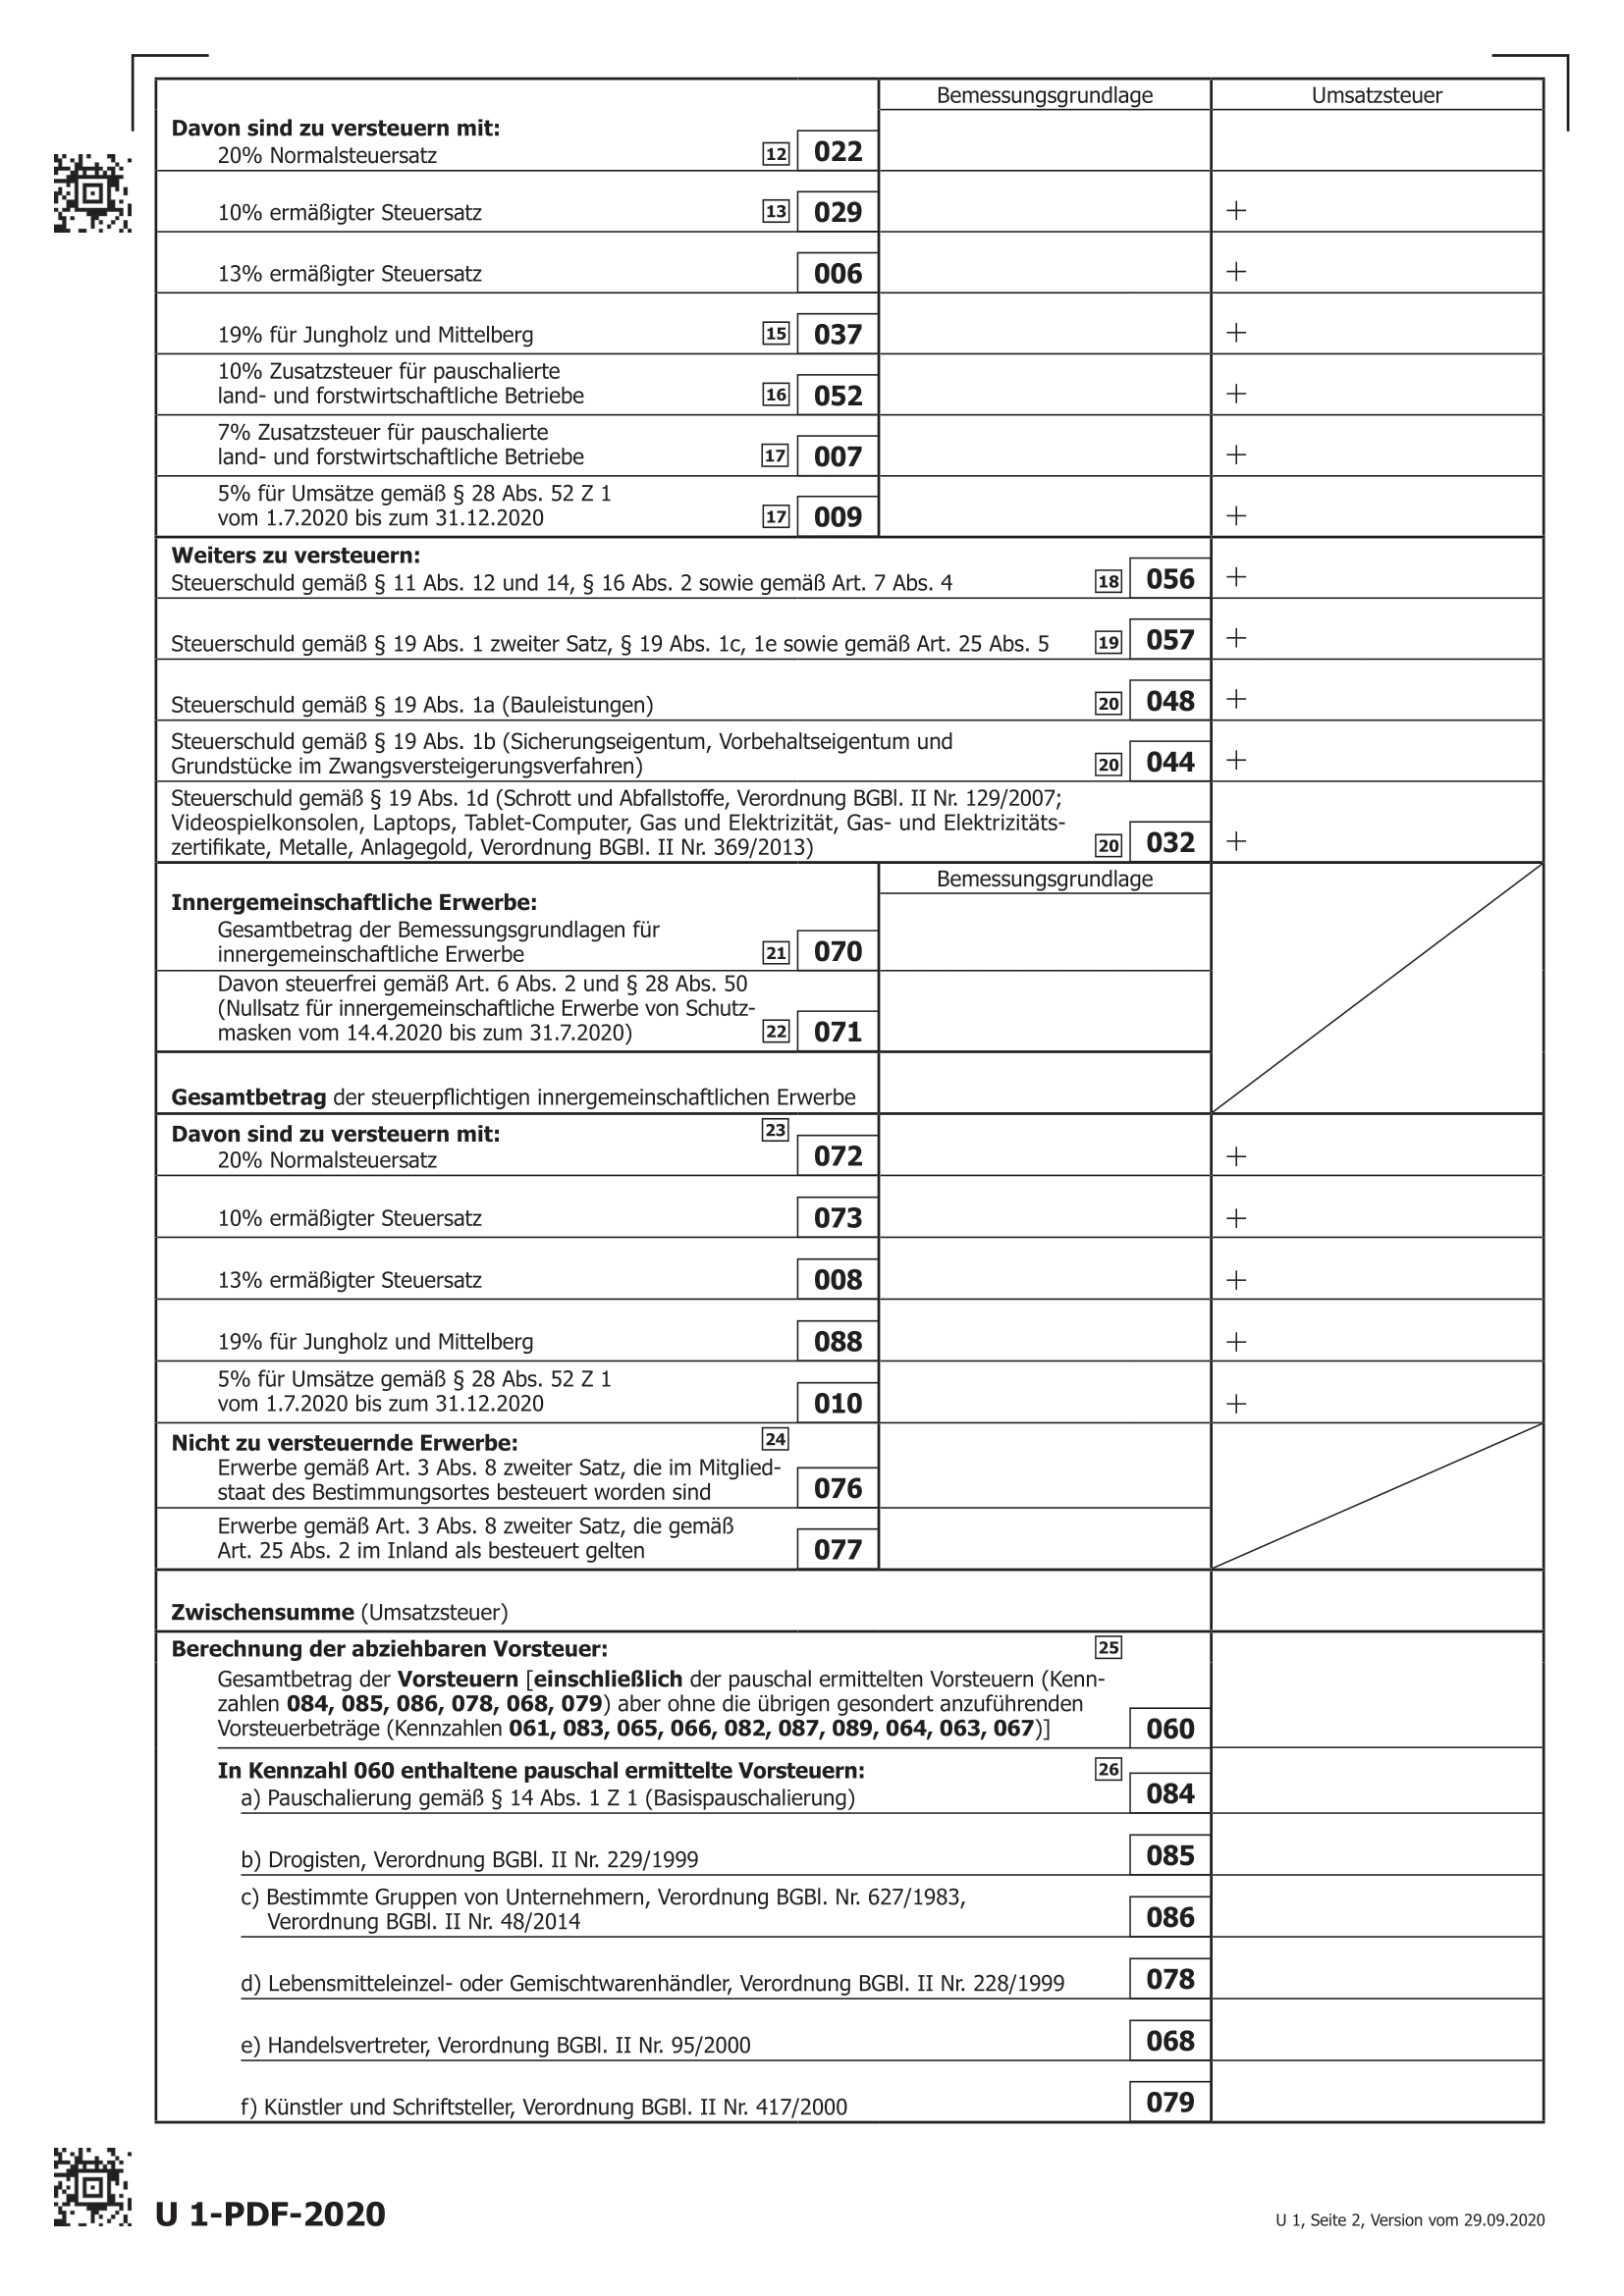 Bemessungsgrundlage Umsatzsteuer
Davon sind zu versteuern mit:
20% Normalsteuersatz 12 022
10% ermäßigter Steuersatz 13 029 +
13% ermäßigter Steuersatz 006 +
19% für Jungholz und Mittelberg 15 037 +
10% Zusatzsteuer für pauschalierte
land- und forstwirtschaftliche Betriebe 16 052 +
7% Zusatzsteuer für pauschalierte
land- und forstwirtschaftliche Betriebe 17 007 +
5% für Umsätze gemäß § 28 Abs. 52 Z 1
vom 1.7.2020 bis zum 31.12.2020 17 009 +
Weiters zu versteuern:
Steuerschuld gemäß § 11 Abs. 12 und 14, § 16 Abs. 2 sowie gemäß Art. 7 Abs. 4 18 056 +
Steuerschuld gemäß § 19 Abs. 1 zweiter Satz, § 19 Abs. 1c, 1e sowie gemäß Art. 25 Abs. 5 19 057 +
Steuerschuld gemäß § 19 Abs. 1a (Bauleistungen) 20 048 +
Steuerschuld gemäß § 19 Abs. 1b (Sicherungseigentum, Vorbehaltseigentum und
Grundstücke im Zwangsversteigerungsverfahren) 20 044 +
Steuerschuld gemäß § 19 Abs. 1d (Schrott und Abfallstoffe, Verordnung BGBl. II Nr. 129/2007;
Videospielkonsolen, Laptops, Tablet-Computer, Gas und Elektrizität, Gas- und Elektrizitäts-
zertifikate, Metalle, Anlagegold, Verordnung BGBl. II Nr. 369/2013) 20 032 +
Bemessungsgrundlage
Innergemeinschaftliche Erwerbe:
Gesamtbetrag der Bemessungsgrundlagen für
innergemeinschaftliche Erwerbe 21 070
Davon steuerfrei gemäß Art. 6 Abs. 2 und § 28 Abs. 50
(Nullsatz für innergemeinschaftliche Erwerbe von Schutz-
masken vom 14.4.2020 bis zum 31.7.2020) 22 071
Gesamtbetrag der steuerpflichtigen innergemeinschaftlichen Erwerbe
Davon sind zu versteuern mit: 23
20% Normalsteuersatz 072 +
10% ermäßigter Steuersatz 073 +
13% ermäßigter Steuersatz 008 +
19% für Jungholz und Mittelberg 088 +
5% für Umsätze gemäß § 28 Abs. 52 Z 1
vom 1.7.2020 bis zum 31.12.2020 010 +
Nicht zu versteuernde Erwerbe: 24
Erwerbe gemäß Art. 3 Abs. 8 zweiter Satz, die im Mitglied-
staat des Bestimmungsortes besteuert worden sind 076
Erwerbe gemäß Art. 3 Abs. 8 zweiter Satz, die gemäß
Art. 25 Abs. 2 im Inland als besteuert gelten 077
Zwischensumme (Umsatzsteuer)
Berechnung der abziehbaren Vorsteuer: 25
Gesamtbetrag der Vorsteuern [einschließlich der pauschal ermittelten Vorsteuern (Kenn-
zahlen 084, 085, 086, 078, 068, 079) aber ohne die übrigen gesondert anzuführenden
Vorsteuerbeträge (Kennzahlen 061, 083, 065, 066, 082, 087, 089, 064, 063, 067)] 060
In Kennzahl 060 enthaltene pauschal ermittelte Vorsteuern: 26
a) Pauschalierung gemäß § 14 Abs. 1 Z 1 (Basispauschalierung) 084
b) Drogisten, Verordnung BGBl. II Nr. 229/1999 085
c) Bestimmte Gruppen von Unternehmern, Verordnung BGBl. Nr. 627/1983,
Verordnung BGBl. II Nr. 48/2014 086
d) Lebensmitteleinzel- oder Gemischtwarenhändler, Verordnung BGBl. II Nr. 228/1999 078
e) Handelsvertreter, Verordnung BGBl. II Nr. 95/2000 068
f) Künstler und Schriftsteller, Verordnung BGBl. II Nr. 417/2000 079
U 1-PDF-2020 U 1, Seite 2, Version vom 29.09.2020